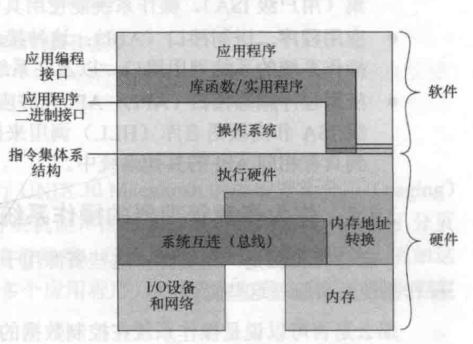 应用编程
接口
应用程序
二进制接口
指令集体系
结构
应用程序
库函数/实用程序
操作系统
执行硬件
系统互连(总线)
内存地址
转换
I/O设备
和网络
内存
软件
硬件